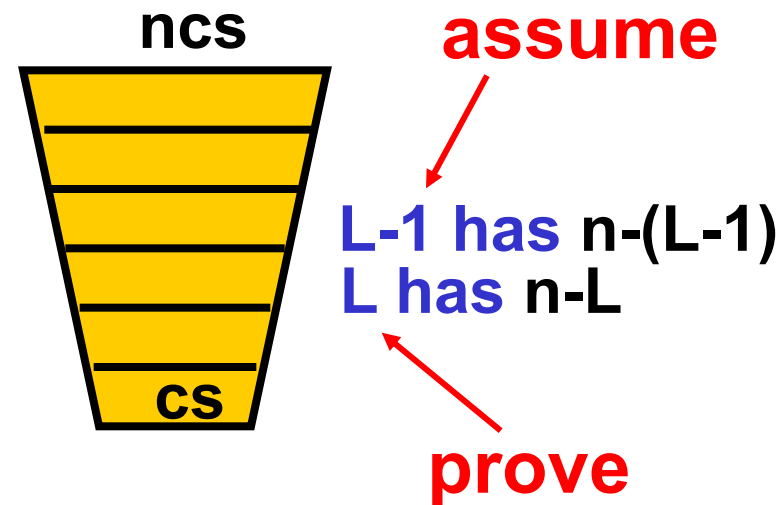 ncs
assume
L-1 has n-(L-1)
L has n-L
cs
prove